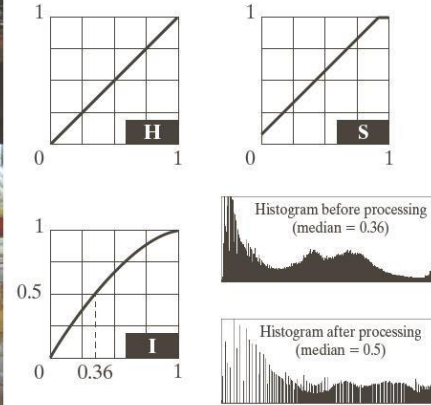 1
H
0
1
1
S
0
1
1
0.5
I
0
0.36
1
Histogram before processing
(median = 0.36)
Histogram after processing
(median = 0.5)